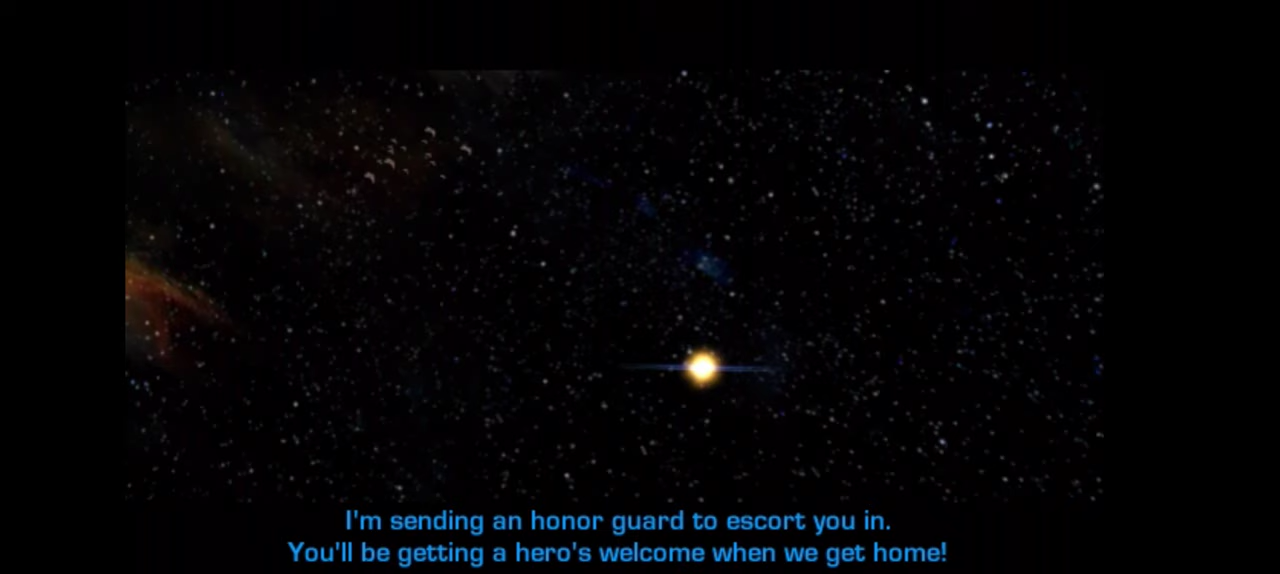 I'm sending an honor guard to escort you in.
You'll be getting a hero's welcome when we get home!